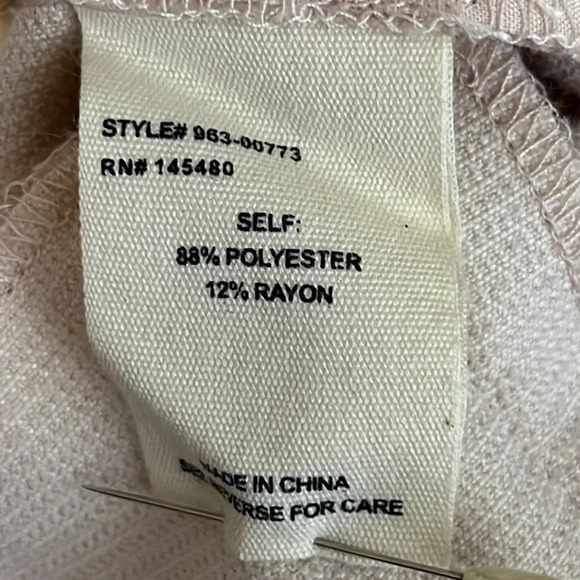 STYLE# 963-00773
RN# 145480
SELF:
88% POLYESTER
12% RAYON
MADE IN CHINA
SEE REVERSE FOR CARE